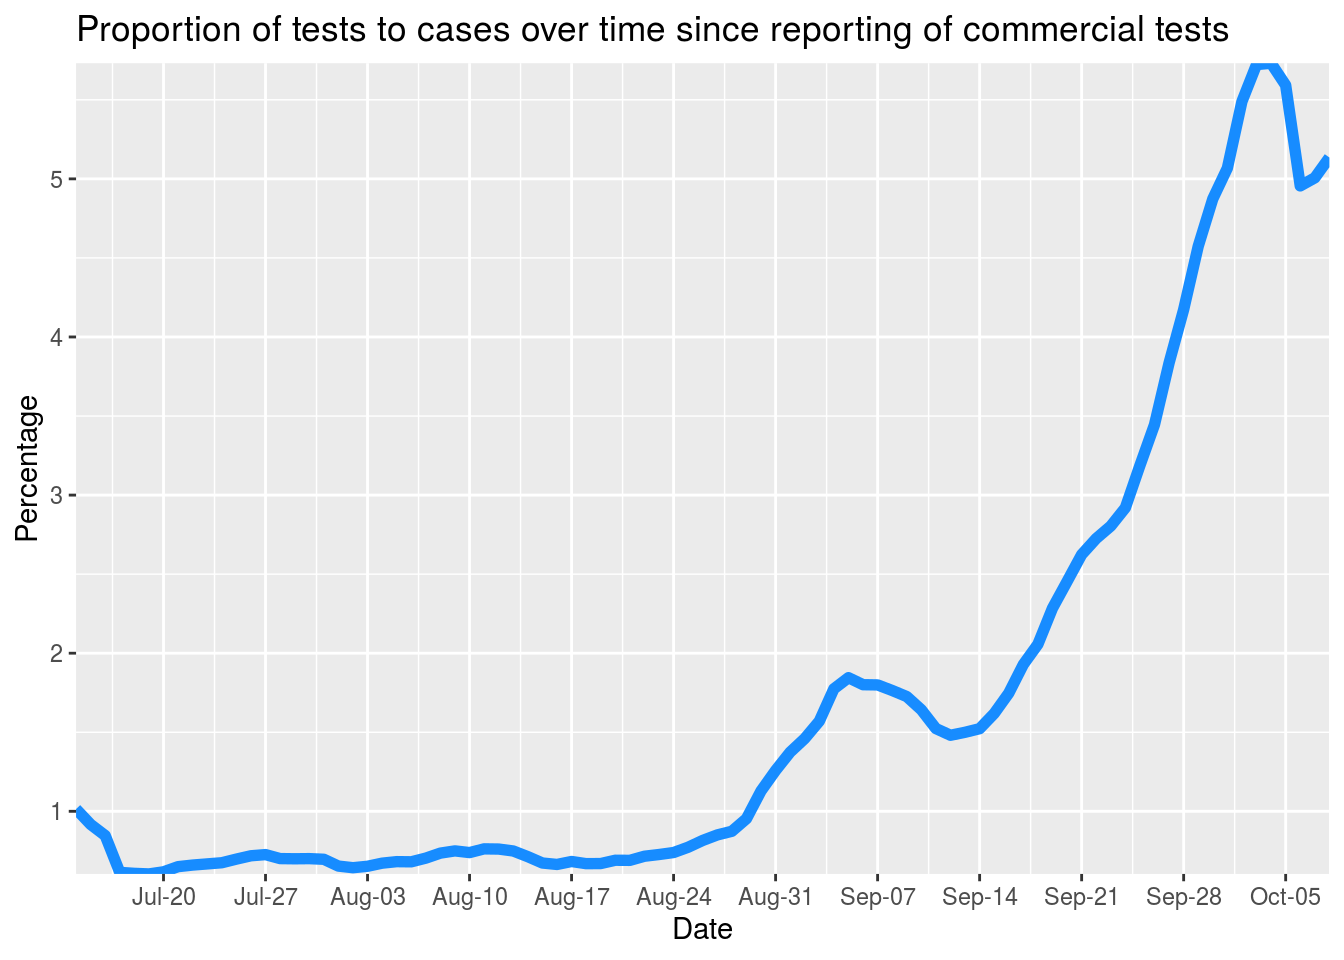 Proportion of tests to cases over time since reporting of commercial tests
Percentage
5
4
3
2
1
Jul-20 Jul-27 Aug-03 Aug-10 Aug-17 Aug-24 Aug-31 Sep-07 Sep-14 Sep-21 Sep-28 Oct-05
Date